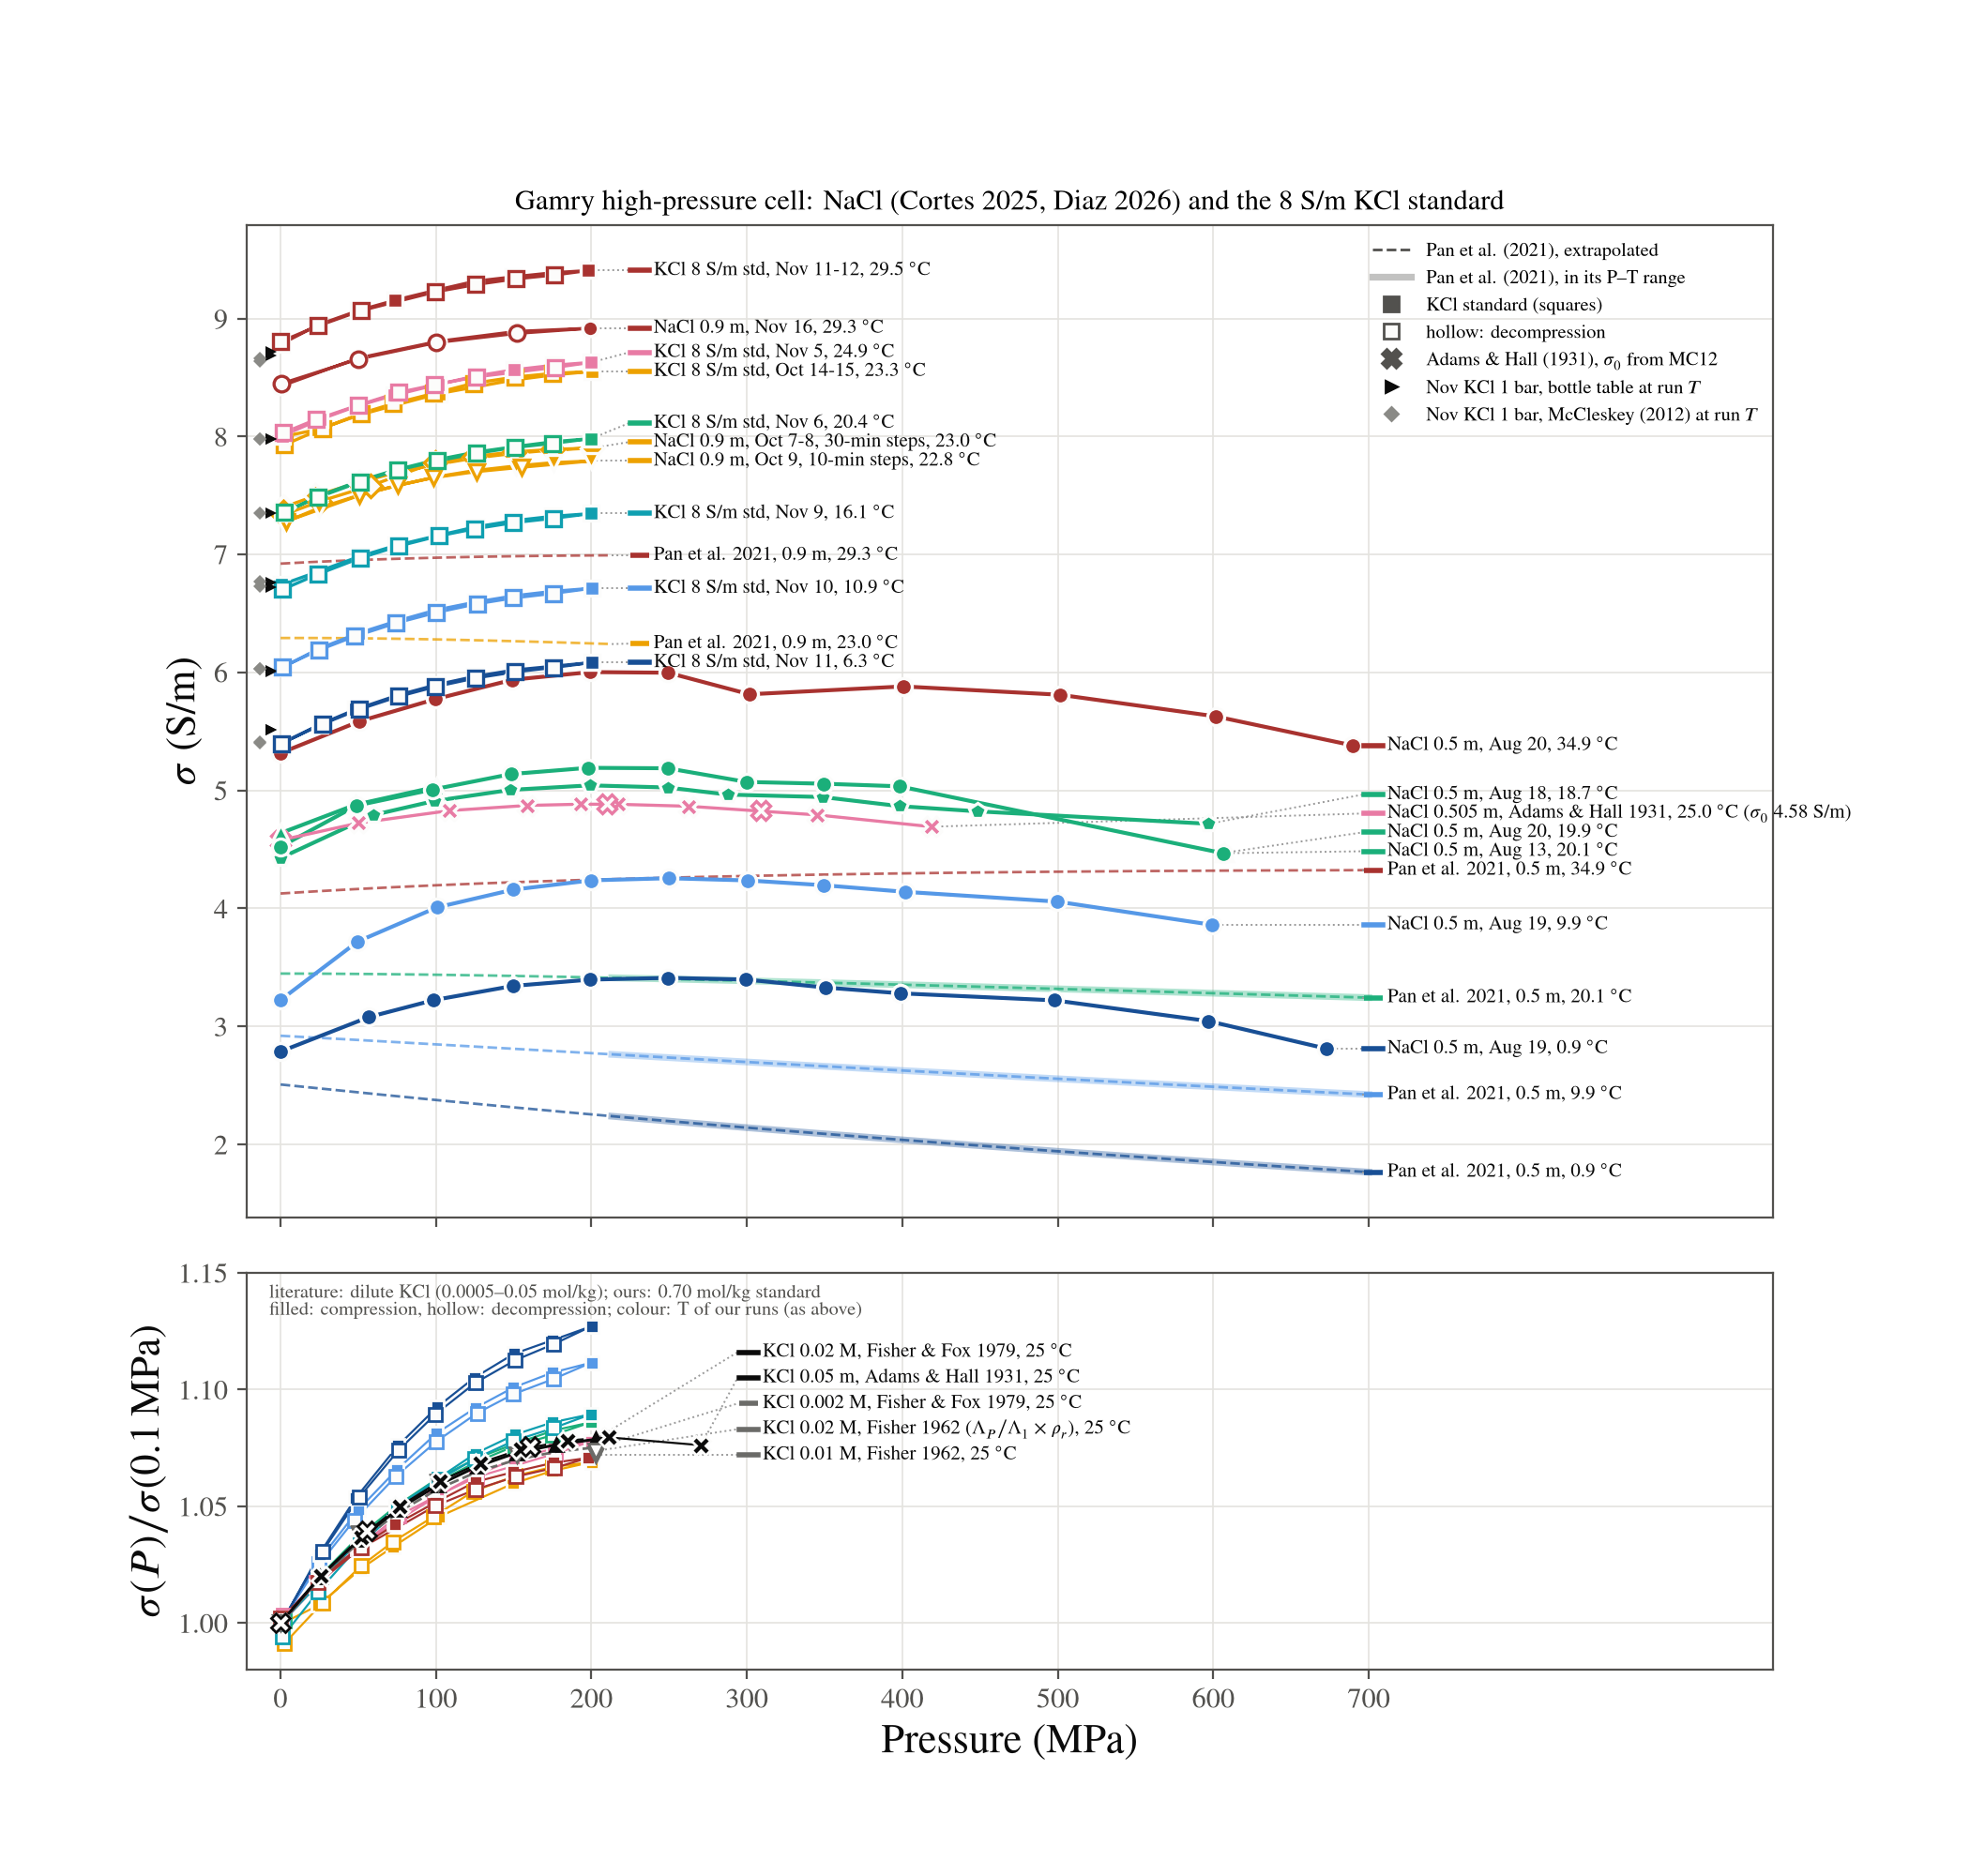 Gamry high-pressure cell: NaCl (Cortes 2025, Diaz 2026) and the 8 S/m KCl standard
Pan et al. (2021), extrapolated
Pan et al. (2021), in its P–T range
KCl standard (squares)
hollow: decompression
Adams & Hall (1931), σ₀ from MC12
Nov KCl 1 bar, bottle table at run T
Nov KCl 1 bar, McCleskey (2012) at run T
KCl 8 S/m std, Nov 11-12, 29.5 °C
NaCl 0.9 m, Nov 16, 29.3 °C
KCl 8 S/m std, Nov 5, 24.9 °C
KCl 8 S/m std, Oct 14-15, 23.3 °C
KCl 8 S/m std, Nov 6, 20.4 °C
NaCl 0.9 m, Oct 7-8, 30-min steps, 23.0 °C
NaCl 0.9 m, Oct 9, 10-min steps, 22.8 °C
KCl 8 S/m std, Nov 9, 16.1 °C
Pan et al. 2021, 0.9 m, 29.3 °C
KCl 8 S/m std, Nov 10, 10.9 °C
Pan et al. 2021, 0.9 m, 23.0 °C
KCl 8 S/m std, Nov 11, 6.3 °C
NaCl 0.5 m, Aug 20, 34.9 °C
NaCl 0.5 m, Aug 18, 18.7 °C
NaCl 0.505 m, Adams & Hall 1931, 25.0 °C (σ₀ 4.58 S/m)
NaCl 0.5 m, Aug 20, 19.9 °C
NaCl 0.5 m, Aug 13, 20.1 °C
Pan et al. 2021, 0.5 m, 34.9 °C
NaCl 0.5 m, Aug 19, 9.9 °C
Pan et al. 2021, 0.5 m, 20.1 °C
NaCl 0.5 m, Aug 19, 0.9 °C
Pan et al. 2021, 0.5 m, 9.9 °C
Pan et al. 2021, 0.5 m, 0.9 °C
9
8
7
6
5
4
3
2
σ (S/m)
literature: dilute KCl (0.0005–0.05 mol/kg); ours: 0.70 mol/kg standard
filled: compression, hollow: decompression; colour: T of our runs (as above)
KCl 0.02 M, Fisher & Fox 1979, 25 °C
KCl 0.05 m, Adams & Hall 1931, 25 °C
KCl 0.002 M, Fisher & Fox 1979, 25 °C
KCl 0.02 M, Fisher 1962 (Λ_P/Λ₁ × ρ_r), 25 °C
KCl 0.01 M, Fisher 1962, 25 °C
1.15
1.10
1.05
1.00
σ(P)/σ(0.1 MPa)
0 100 200 300 400 500 600 700
Pressure (MPa)